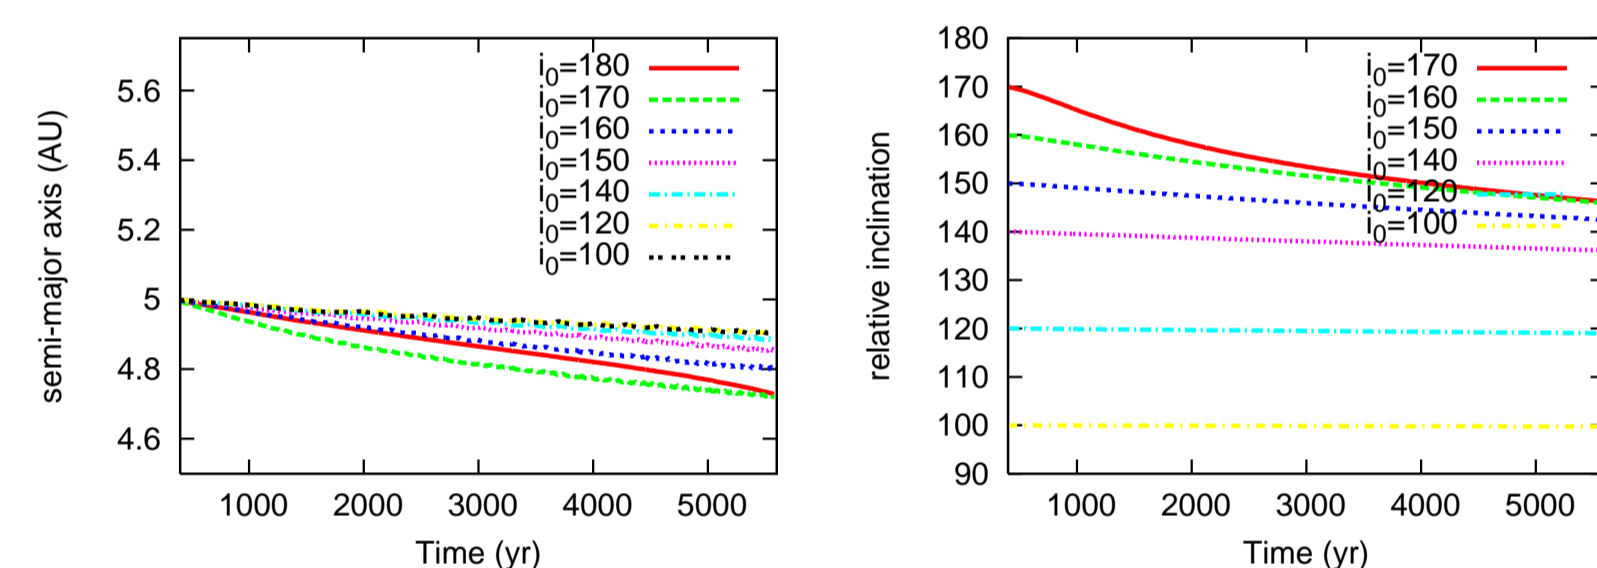 semi-major axis (AU)
5.6
5.4
5.2
5
4.8
4.6
1000 2000 3000 4000 5000
Time (yr)
i0=180
i0=170
i0=160
i0=150
i0=140
i0=120
i0=100
relative inclination
180
170
160
150
140
130
120
110
100
90
1000 2000 3000 4000 5000
Time (yr)
i0=170
i0=160
i0=150
i0=140
i0=120
i0=100